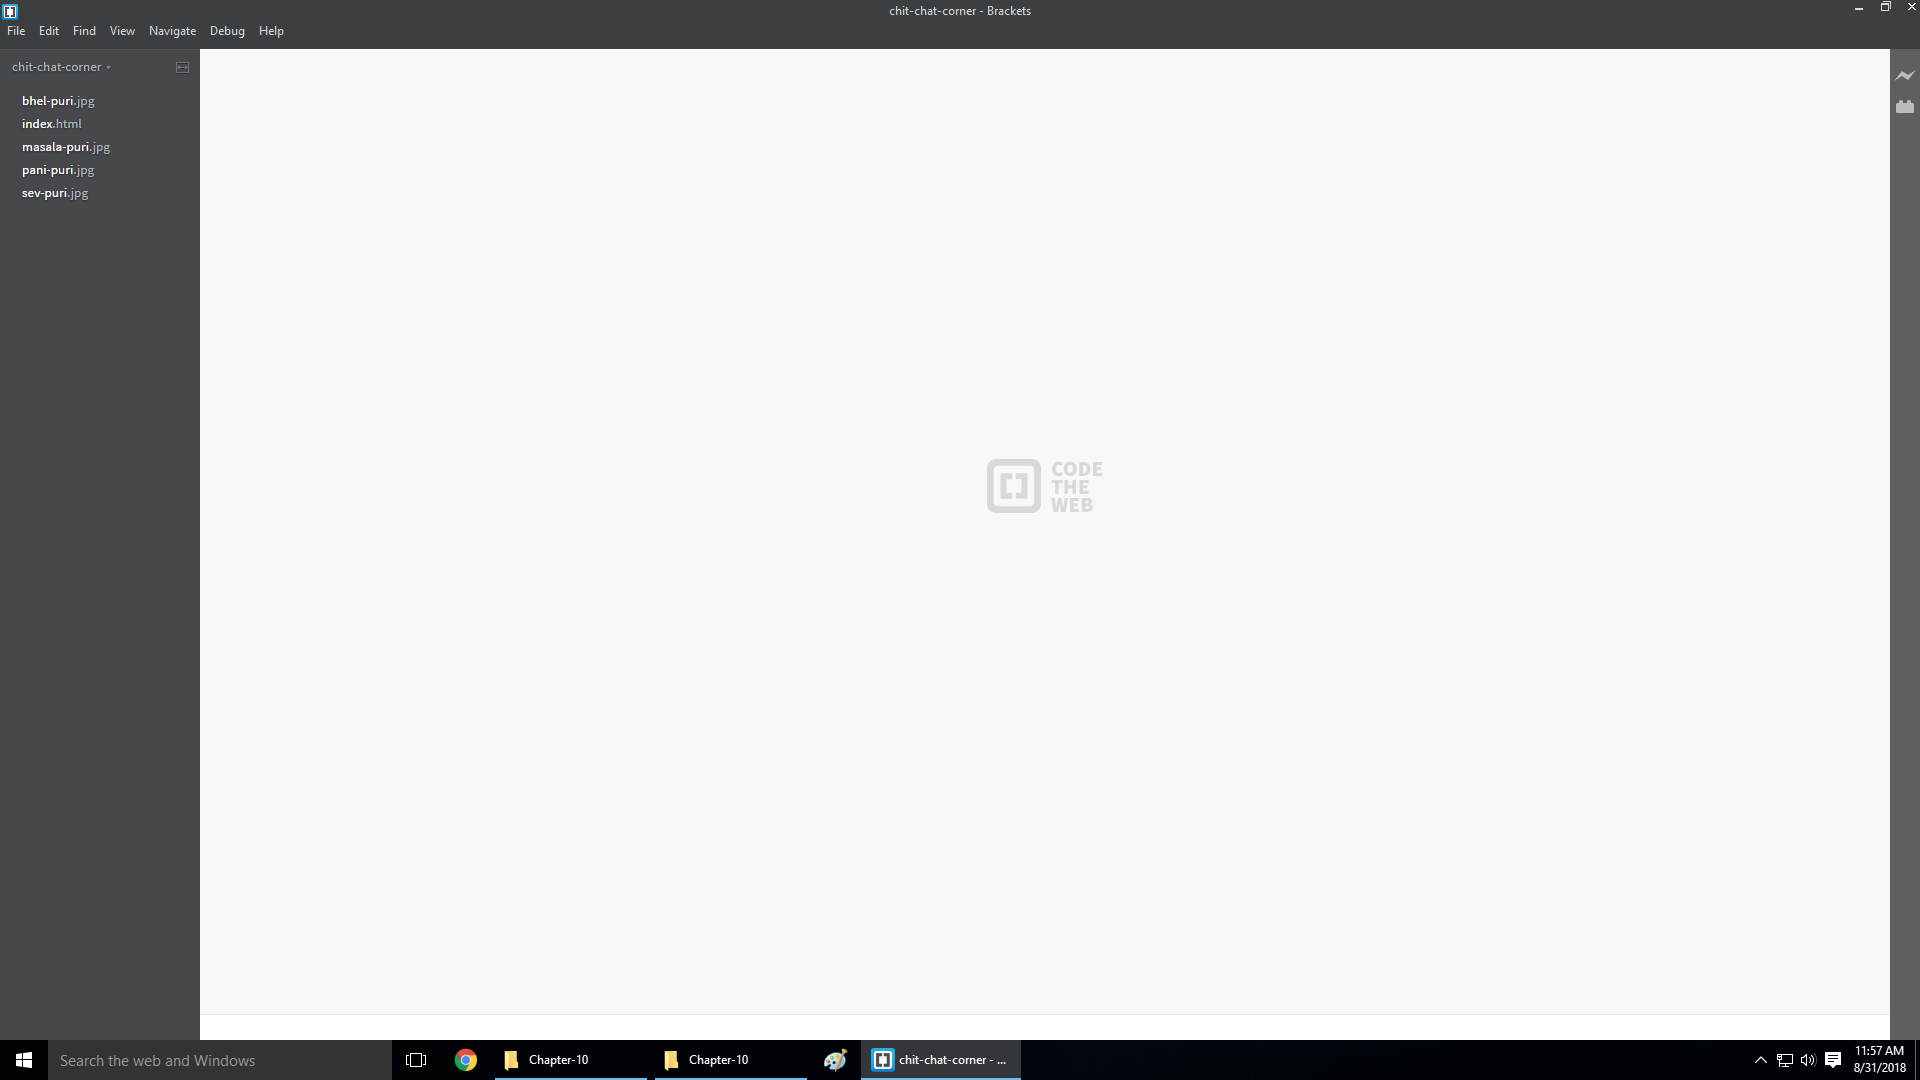 chit-chat-corner - Brackets
File Edit Find View Navigate Debug Help
chit-chat-corner
bhel-puri.jpg
index.html
masala-puri.jpg
pani-puri.jpg
sev-puri.jpg
CODE
THE
WEB
Search the web and Windows
Chapter-10
Chapter-10
chit-chat-corner - ...
11:57 AM
8/31/2018